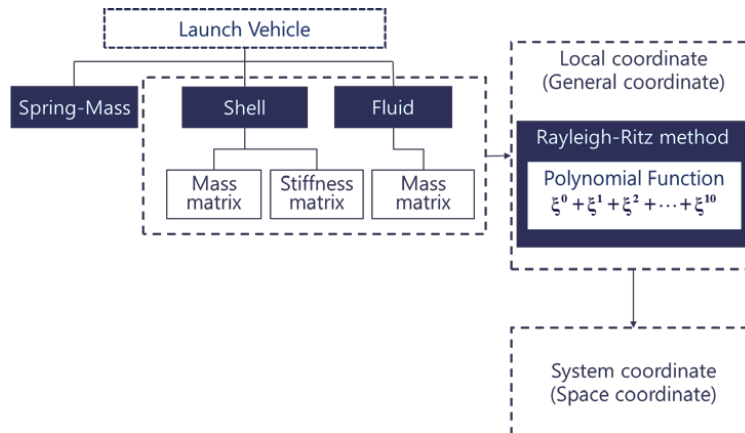 Launch Vehicle
Spring-Mass
Shell
Fluid
Mass
matrix
Stiffness
matrix
Mass
matrix
Local coordinate
(General coordinate)
Rayleigh-Ritz method
Polynomial Function
ξ⁰ + ξ¹ + ξ² + ⋯ + ξ¹⁰
System coordinate
(Space coordinate)